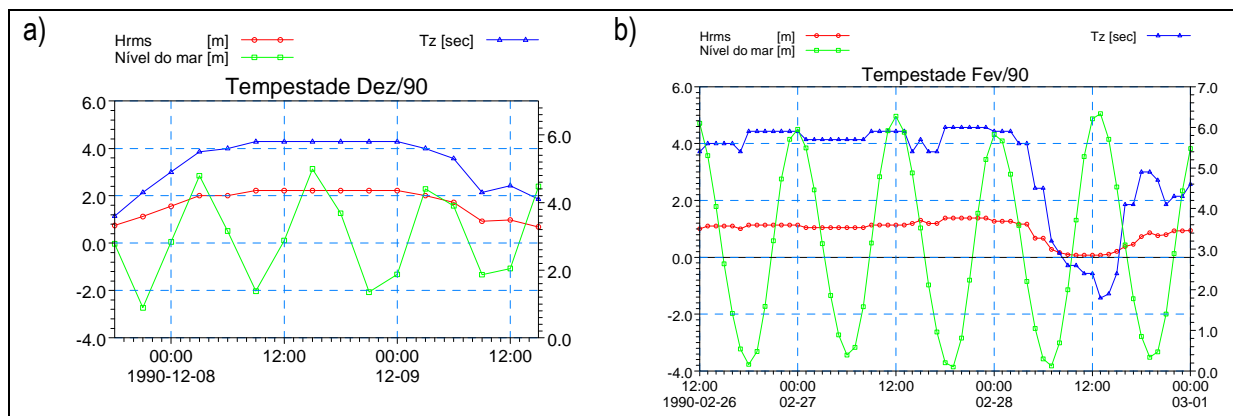 a)
Hrms [m]
Nível do mar [m]
Tz [sec]
Tempestade Dez/90
6.0
4.0
2.0
0.0
-2.0
-4.0
6.0
4.0
2.0
0.0
00:00 12:00 00:00 12:00
1990-12-08 12-09
b)
Hrms [m]
Nível do mar [m]
Tz [sec]
Tempestade Fev/90
6.0
4.0
2.0
0.0
-2.0
-4.0
7.0
6.0
5.0
4.0
3.0
2.0
1.0
0.0
12:00 00:00 12:00 00:00 12:00 00:00
1990-02-26 02-27 02-28 03-01